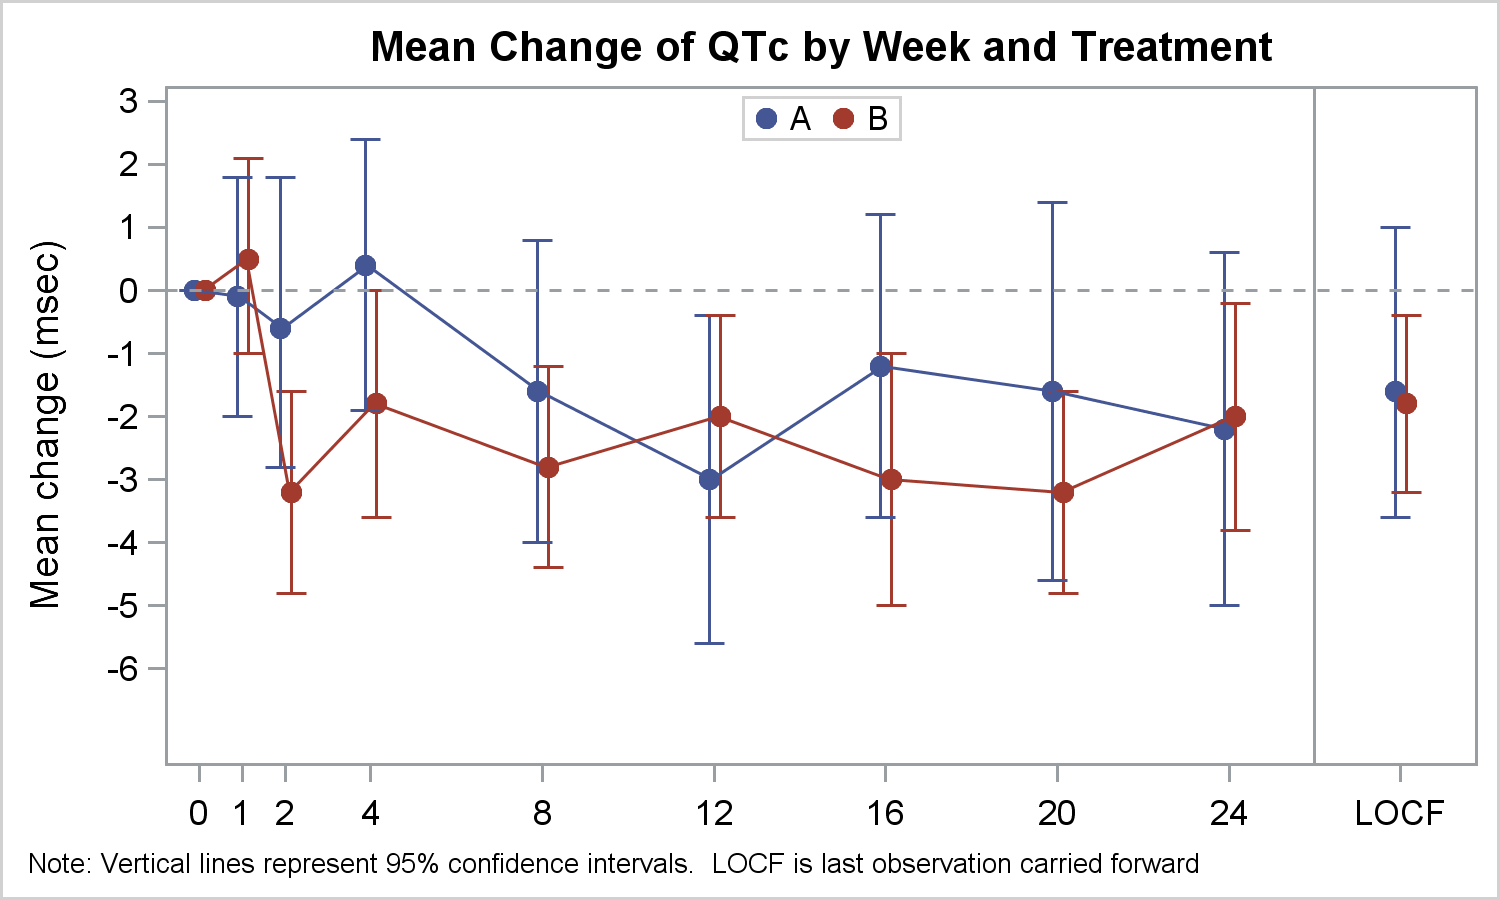 Mean Change of QTc by Week and Treatment
A B
Mean change (msec)
3
2
1
0
-1
-2
-3
-4
-5
-6
0 1 2 4 8 12 16 20 24 LOCF
Note: Vertical lines represent 95% confidence intervals.  LOCF is last observation carried forward